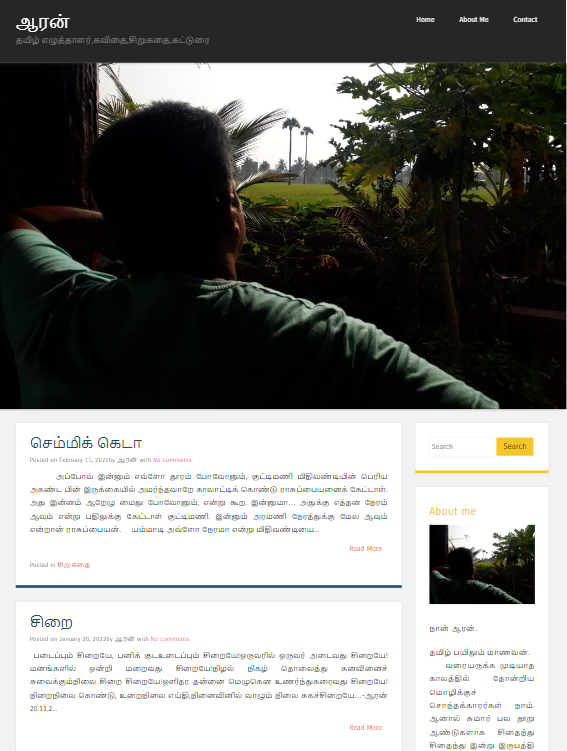 ஆரன்
தமிழ் எழுத்தாளர்,கவிதை,சிறுகதை,கட்டுரை
Home About Me Contact
செம்மிக் கெடா
Posted on February 11, 2022by ஆரன் with No comments
அப்போவ் இன்னும் எவ்ளோ தூரம் போவோனும், குட்டிமணி மிதிவண்டியின் பெரிய
அகண்ட பின் இருக்கையில் அமர்ந்தவாறே காலாட்டிக் கொண்டு ராசுப்பையனைக் கேட்டாள்.
அது இன்னம் ஆறேழு மைலு போவோனும், என்று கூற. இன்னுமா... அதுக்கு எத்தன நேரம்
ஆவும் என்று பதிலுக்கு கேட்டாள் குட்டிமணி. இன்னும் அரமணி நேரத்துக்கு மேல ஆவும்
என்றான் ராசுப்பையன். யம்மாடி அவ்ளோ நேரமா என்று மிதிவண்டியை...
Read More
Posted in சிறுகதை
சிறை
Posted on January 20, 2022by ஆரன் with No comments
படைப்பும் சிறையே, பனிக் குடஉடைப்பும் சிறையே!ஒருவரில் ஒருவர் அடைவது சிறையே!
மனங்களில் ஒன்றி மறைவது சிறையே!நிழல் நிகழ் தொலைத்து கனவினைச்
சுவைக்கும்நிலை சிறை சிறையே!ஒளிதர தன்னை மெழுகென உணர்ந்துகரைவது சிறையே!
நிறைநிலை கொண்டு, உறைநிலை எய்தி,நினைவினில் வாழும் நிலை சுகச்சிறையே...-ஆரன்
20.11.2...
Read More
Search Search
About me
நான் ஆரன்.
தமிழ் பயிலும் மாணவன்.
வரையறுக்க முடியாத
காலத்தில் தோன்றிய
மொழிக்குச்
சொந்தக்காரர்கள் நாம்.
ஆனால் சுமார் பல நூறு
ஆண்டுகளாக சிதைந்து
சிதைந்து இன்று இருபத்தி